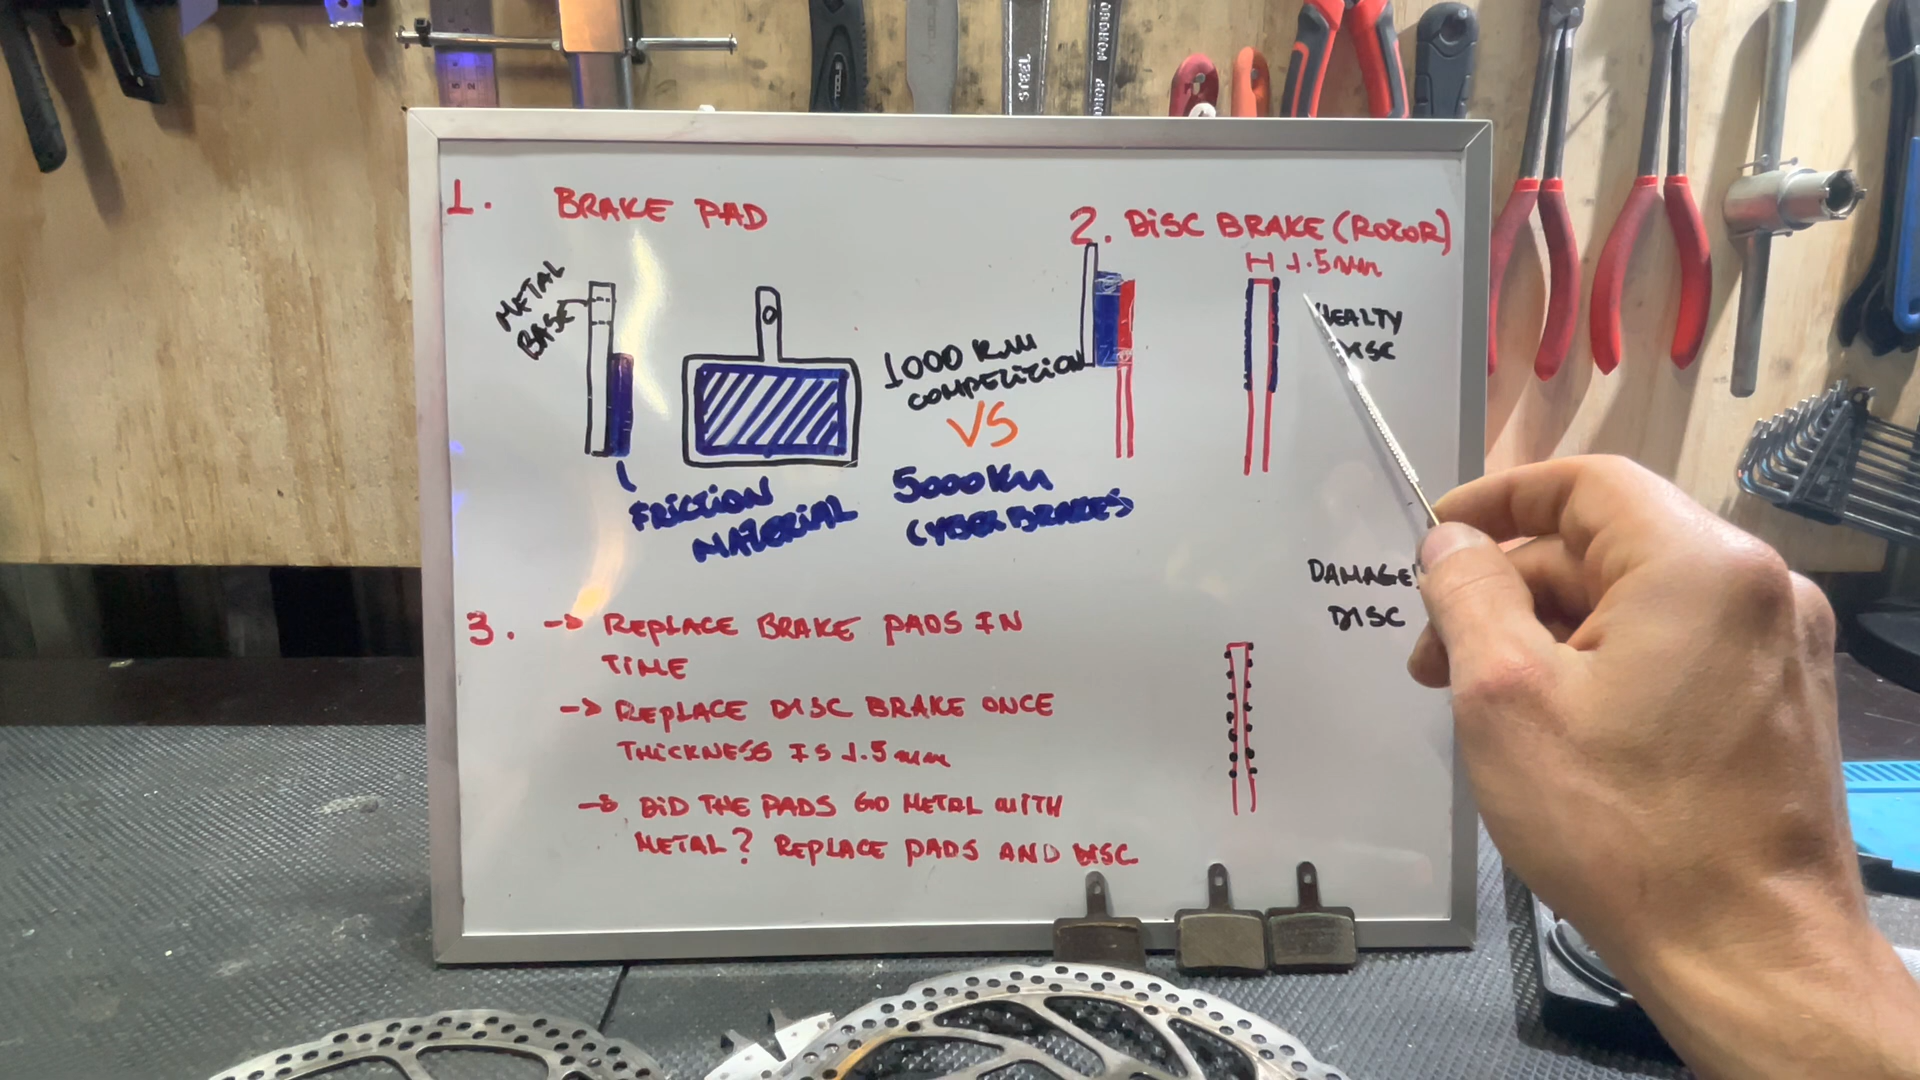 STEEL
1. BRAKE PAD
METAL
BASE
FRICTION
MATERIAL
1000 KM
COMPETITION
VS
5000 KM
CYBER BRAKES
2. DISC BRAKE (ROTOR)
1.5mm
HEALTY
DISC
DAMAGE!
DISC
3. -> REPLACE BRAKE PADS IN
TIME
-> REPLACE DISC BRAKE ONCE
THICKNESS IS 1.5mm
-> DID THE PADS GO METAL WITH
METAL? REPLACE PADS AND DISC